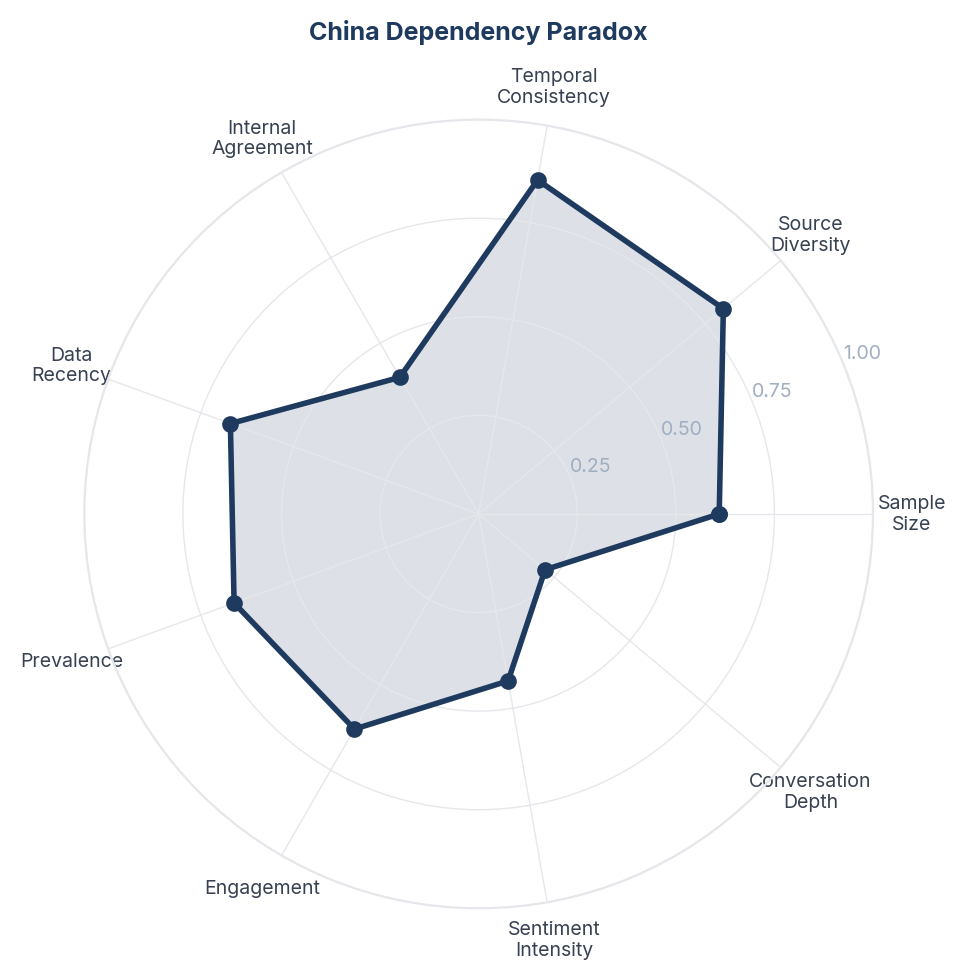 China Dependency Paradox
Temporal
Consistency
Internal
Agreement
Source
Diversity
Data
Recency
1.00
0.75
0.50
0.25
Sample
Size
Prevalence
Conversation
Depth
Engagement
Sentiment
Intensity